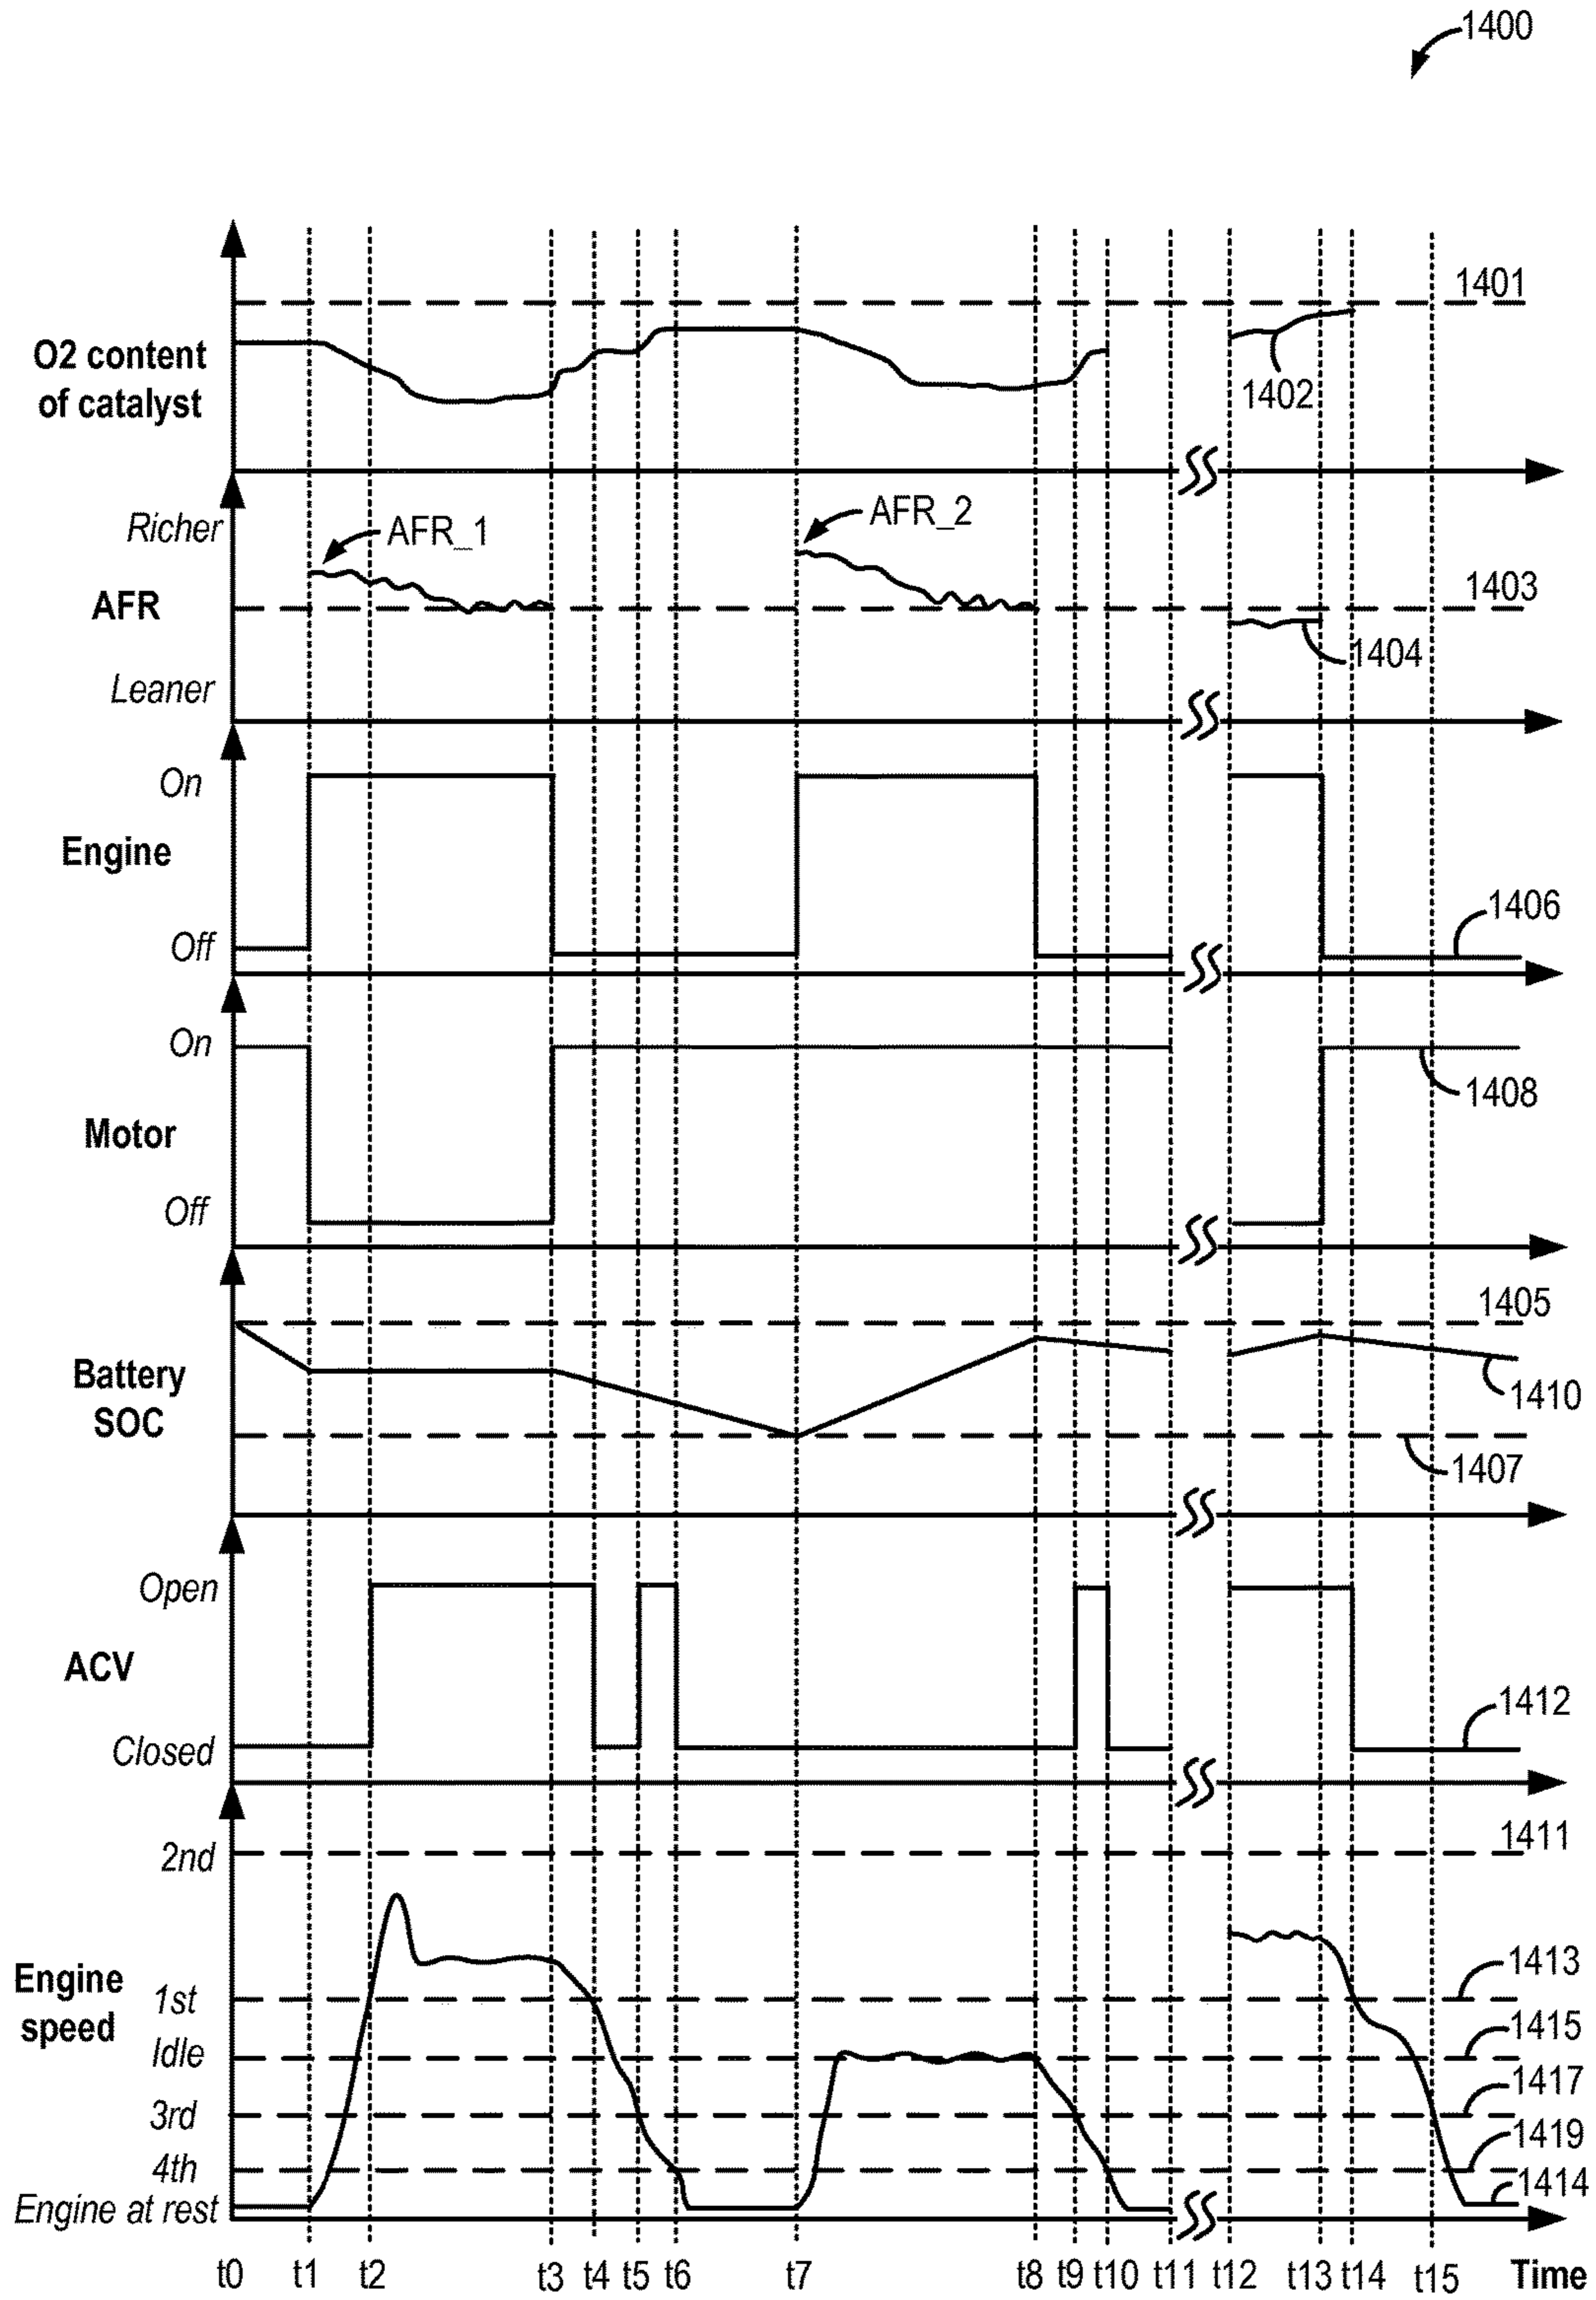 1400
1401
O2 content
of catalyst
1402
Richer
AFR_1
AFR_2
AFR
1403
1404
Leaner
On
Engine
1406
Off
On
1408
Motor
Off
1405
Battery
SOC
1410
1407
Open
ACV
1412
Closed
2nd
1411
Engine
speed
1413
1st
1415
Idle
1417
3rd
1419
4th
1414
Engine at rest
t0 t1 t2 t3 t4 t5 t6 t7 t8 t9 t10 t11 t12 t13 t14 t15 Time